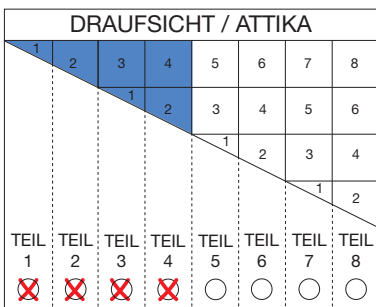 DRAUFSICHT / ATTIKA
1 2 3 4 5 6 7 8
1 2 3 4 5 6
1 2 3 4
1 2
TEIL TEIL TEIL TEIL TEIL TEIL TEIL TEIL
1 2 3 4 5 6 7 8